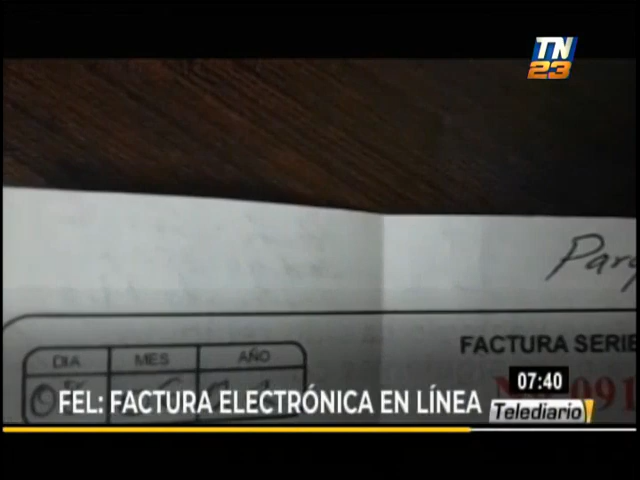 TN
23
FACTURA SERIE
DIA MES AÑO
07:40
FEL: FACTURA ELECTRÓNICA EN LÍNEA
Telediario